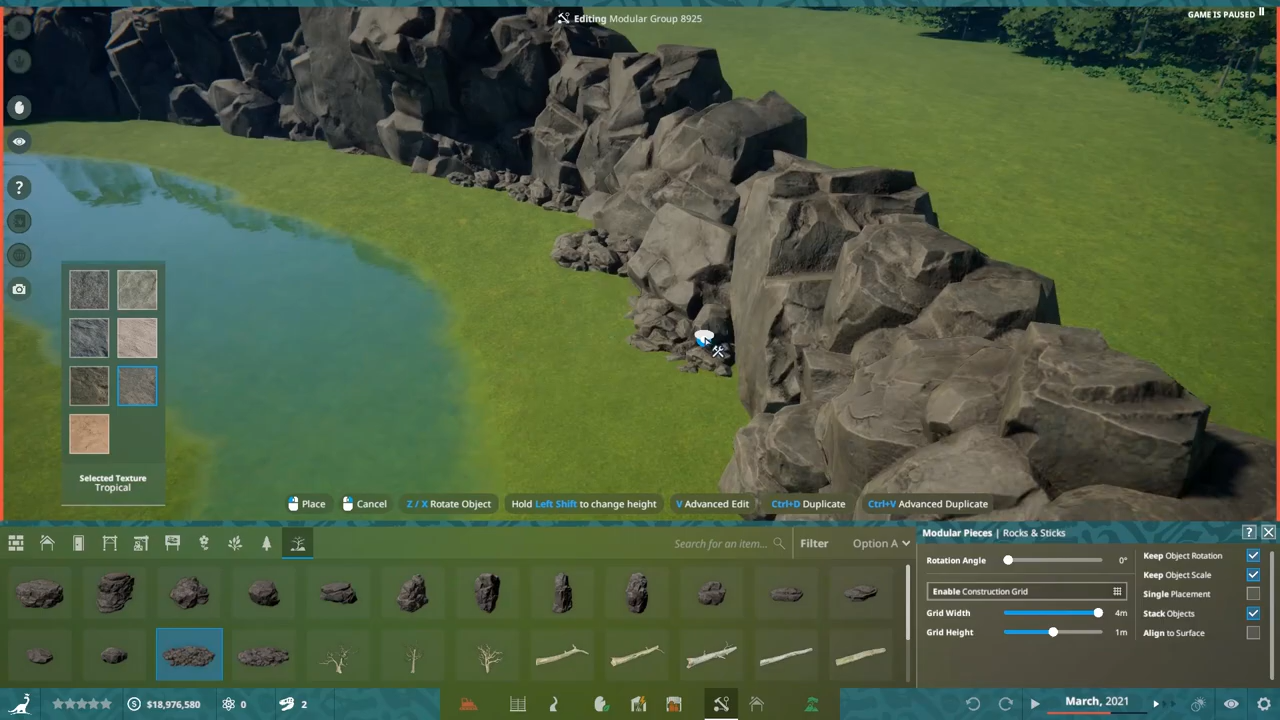 Editing Modular Group 8925
GAME IS PAUSED
?
Selected Texture
Tropical
Place Cancel Z / X Rotate Object Hold Left Shift to change height V Advanced Edit Ctrl+D Duplicate Ctrl+V Advanced Duplicate
Search for an item... Filter Option A
Modular Pieces | Rocks & Sticks ?
Rotation Angle 0°
Enable Construction Grid
Grid Width 4m
Grid Height 1m
Keep Object Rotation
Keep Object Scale
Single Placement
Stack Objects
Align to Surface
$18,976,580 0 2 March, 2021